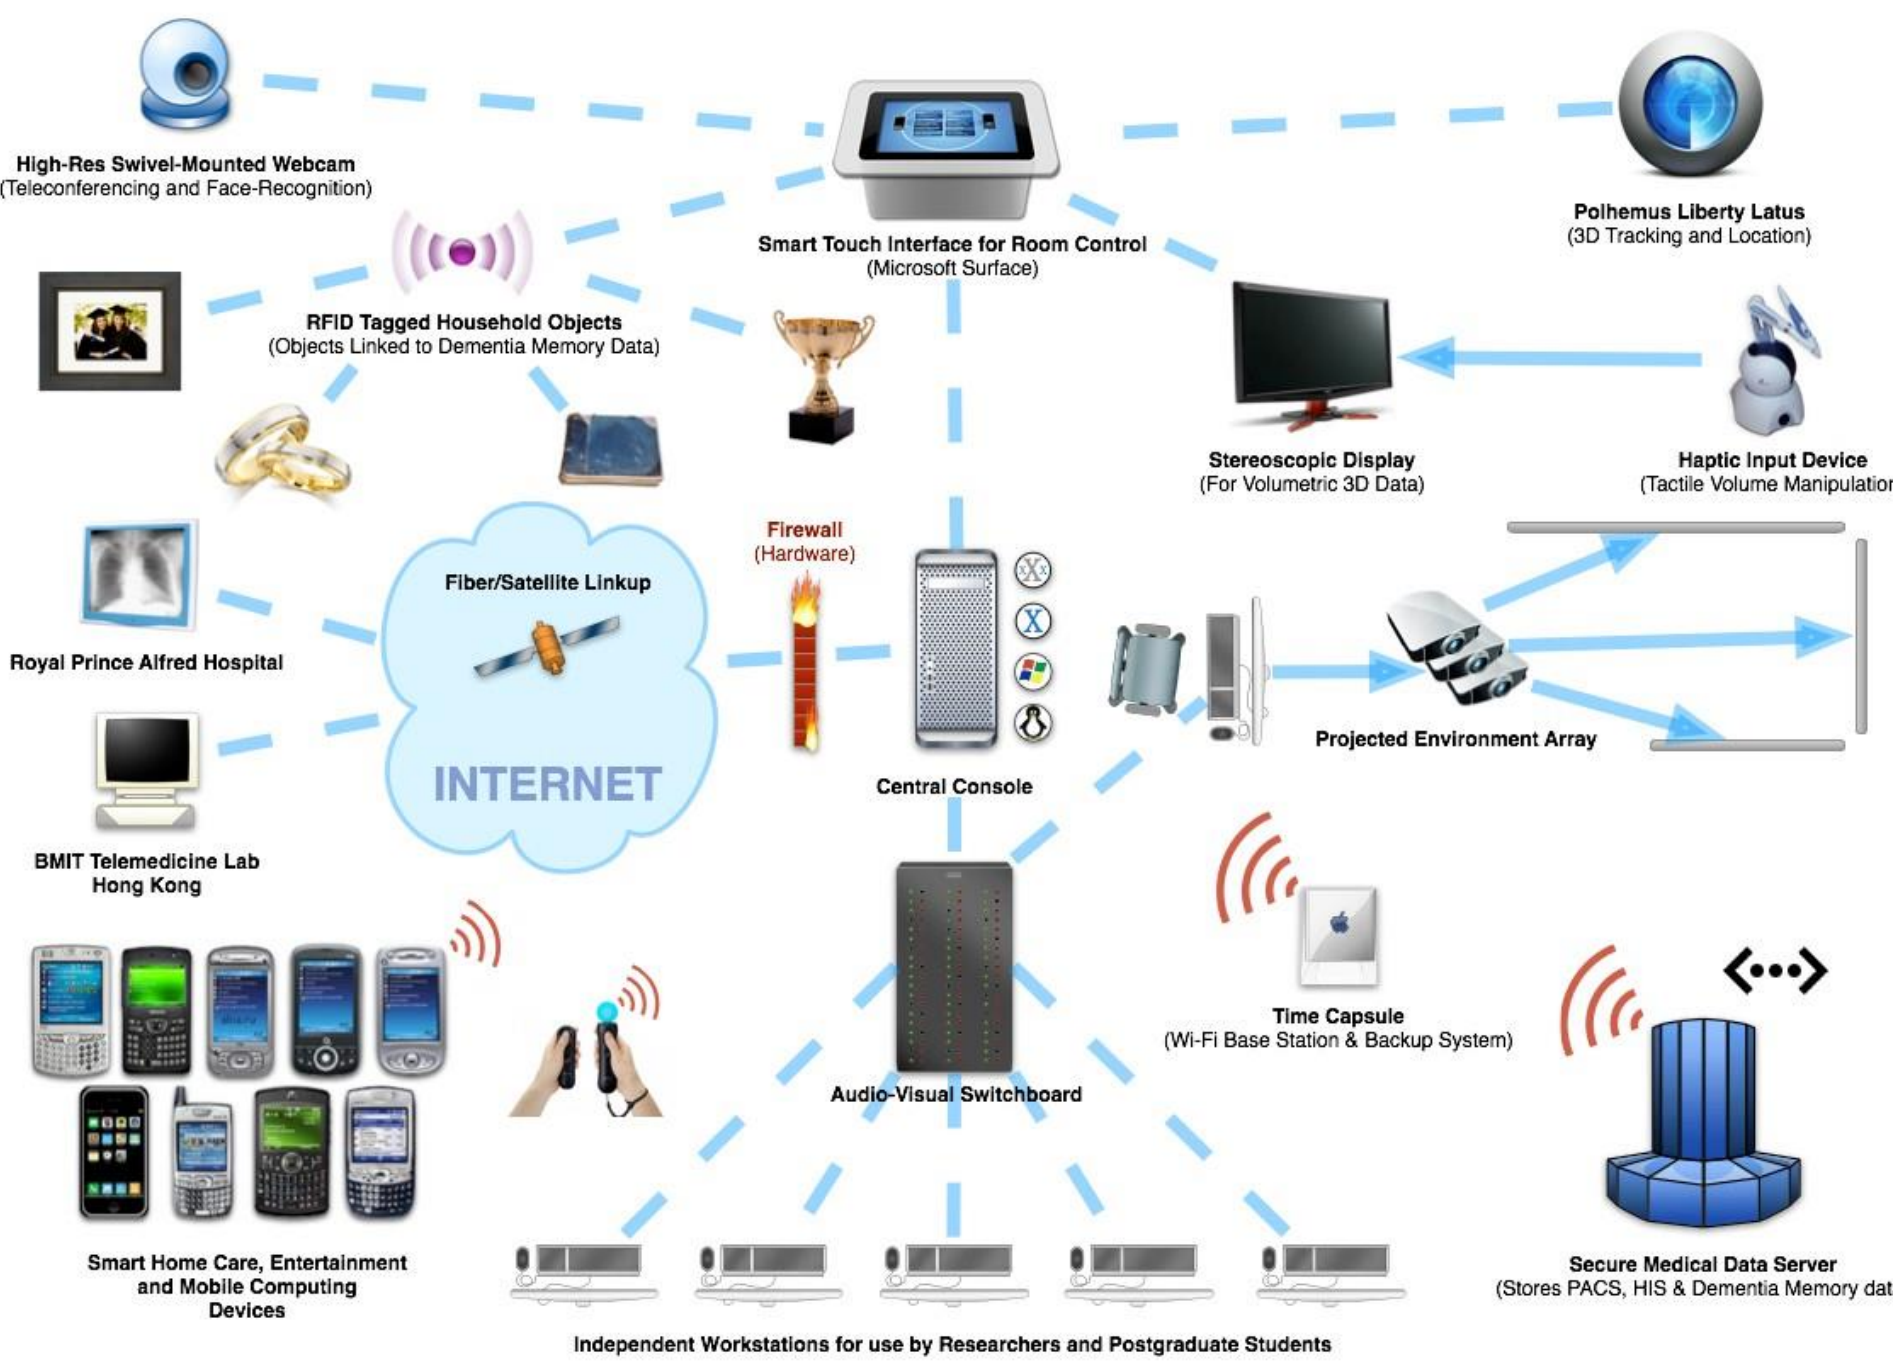 High-Res Swivel-Mounted Webcam
(Teleconferencing and Face-Recognition)
Smart Touch Interface for Room Control
(Microsoft Surface)
Polhemus Liberty Latus
(3D Tracking and Location)
RFID Tagged Household Objects
(Objects Linked to Dementia Memory Data)
Stereoscopic Display
(For Volumetric 3D Data)
Haptic Input Device
(Tactile Volume Manipulation
Firewall
(Hardware)
Fiber/Satellite Linkup
INTERNET
Royal Prince Alfred Hospital
BMIT Telemedicine Lab
Hong Kong
Central Console
X
Projected Environment Array
Audio-Visual Switchboard
Time Capsule
(Wi-Fi Base Station & Backup System)
Smart Home Care, Entertainment
and Mobile Computing
Devices
Secure Medical Data Server
(Stores PACS, HIS & Dementia Memory dat
Independent Workstations for use by Researchers and Postgraduate Students